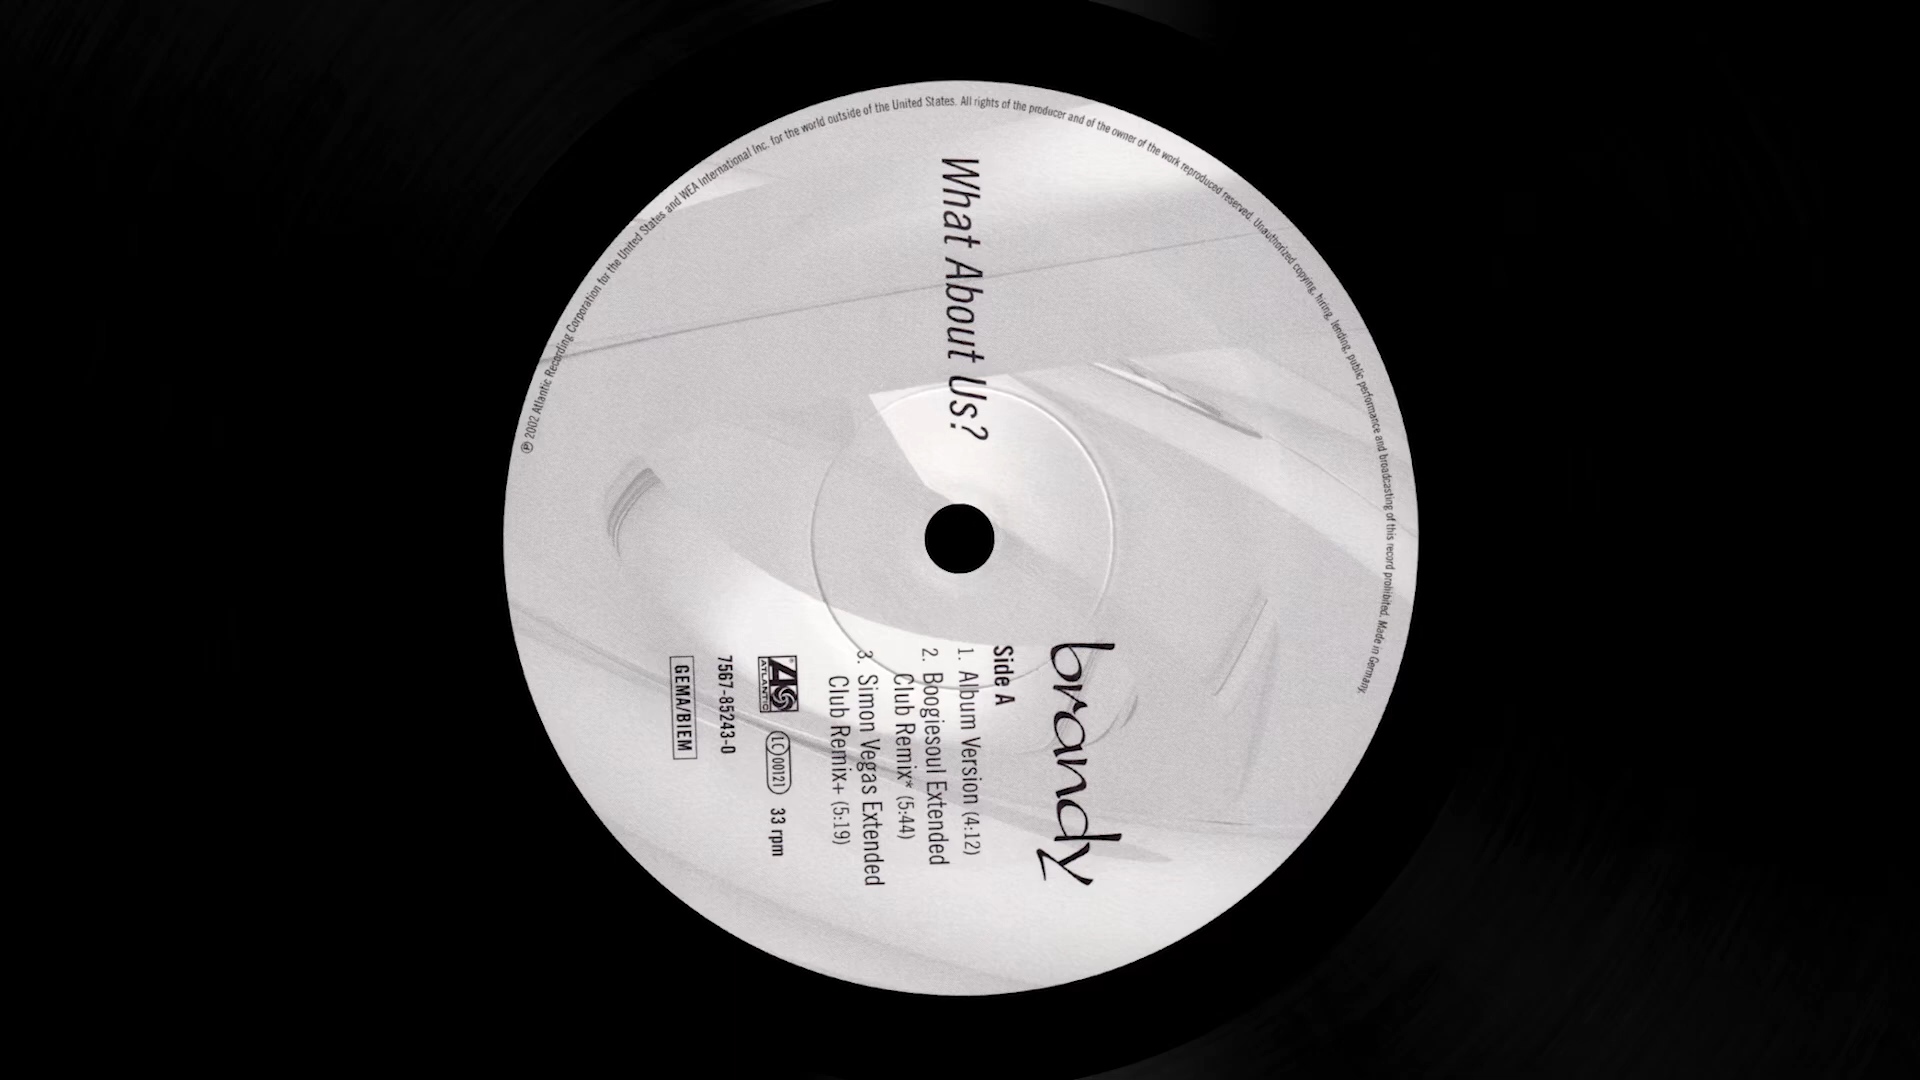 ℗ 2002 Atlantic Recording Corporation for the United States and WEA International Inc. for the world outside of the United States. All rights of the producer and of the owner of the work reproduced reserved. Unauthorized copying, hiring, lending, public performance and broadcasting of this record prohibited. Made in Germany.
brandy
What About Us?
Side A
1. Album Version (4:12)
2. Boogiesoul Extended
Club Remix* (5:44)
3. Simon Vegas Extended
Club Remix+ (5:19)
ATLANTIC
®
LC 00121
33 rpm
7567-85243-0
GEMA/BIEM